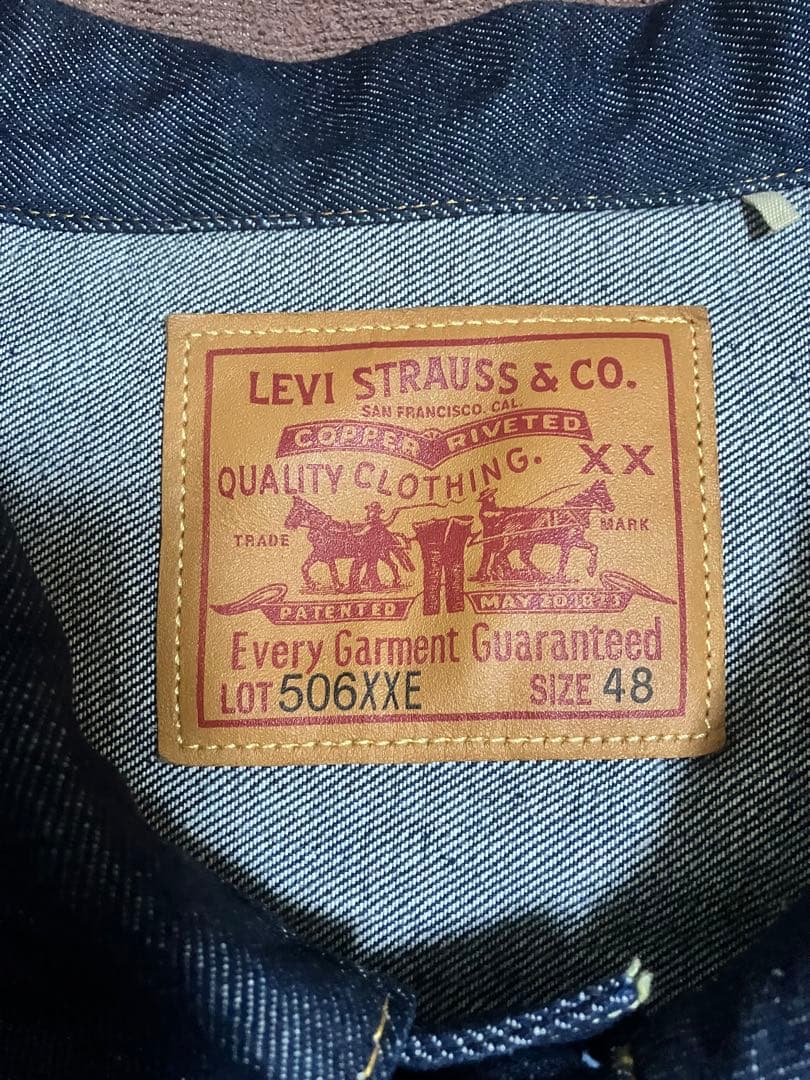 LEVI STRAUSS & CO.
SAN FRANCISCO, CAL.
COPPER RIVETED
QUALITY CLOTHING. XX
TRADE MARK
PATENTED MAY 20 1873
Every Garment Guaranteed
LOT 506XXE SIZE 48